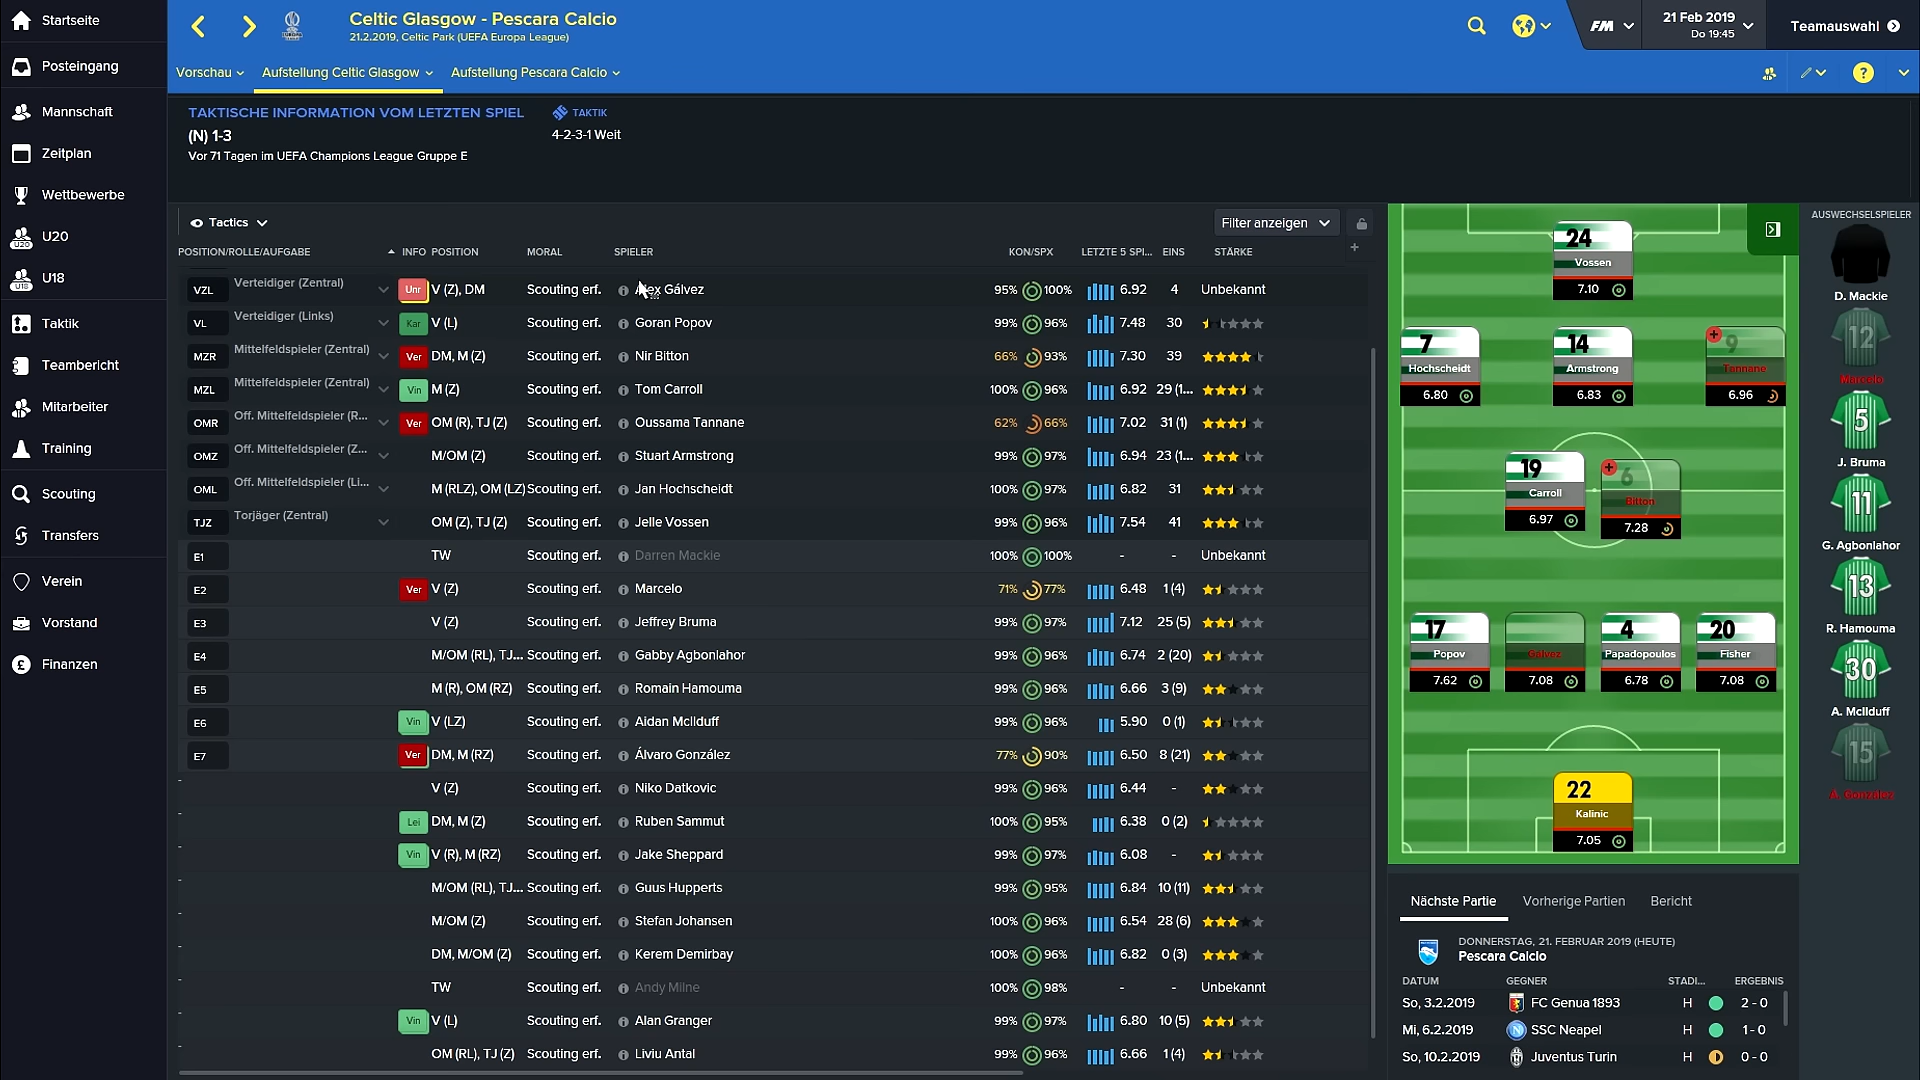 Startseite
Posteingang
Mannschaft
Zeitplan
Wettbewerbe
U20
U18
Taktik
Teambericht
Mitarbeiter
Training
Scouting
Transfers
Verein
Vorstand
Finanzen
Celtic Glasgow - Pescara Calcio
21.2.2019, Celtic Park (UEFA Europa League)
FM
21 Feb 2019
Do 19:45
Teamauswahl
Vorschau Aufstellung Celtic Glasgow Aufstellung Pescara Calcio
TAKTISCHE INFORMATION VOM LETZTEN SPIEL
(N) 1-3
Vor 71 Tagen im UEFA Champions League Gruppe E
TAKTIK
4-2-3-1 Weit
Tactics Filter anzeigen
POSITION/ROLLE/AUFGABE INFO POSITION MORAL SPIELER KON/SPX LETZTE 5 SPI... EINS STÄRKE
VZL Verteidiger (Zentral) Unr V (Z), DM Scouting erf. Gálvez 95% 100% 6.92 4 Unbekannt
VL Verteidiger (Links) Kar V (L) Scouting erf. Goran Popov 99% 96% 7.48 30
MZR Mittelfeldspieler (Zentral) Ver DM, M (Z) Scouting erf. Nir Bitton 66% 93% 7.30 39
MZL Mittelfeldspieler (Zentral) Vin M (Z) Scouting erf. Tom Carroll 100% 96% 6.92 29 (1...
OMR Off. Mittelfeldspieler (R... Ver OM (R), TJ (Z) Scouting erf. Oussama Tannane 62% 66% 7.02 31 (1)
OMZ Off. Mittelfeldspieler (Z... M/OM (Z) Scouting erf. Stuart Armstrong 99% 97% 6.94 23 (1...
OML Off. Mittelfeldspieler (Li... M (RLZ), OM (LZ) Scouting erf. Jan Hochscheidt 100% 97% 6.82 31
TJZ Torjäger (Zentral) OM (Z), TJ (Z) Scouting erf. Jelle Vossen 99% 96% 7.54 41
E1 TW Scouting erf. Darren Mackie 100% 100% - - Unbekannt
E2 Ver V (Z) Scouting erf. Marcelo 71% 77% 6.48 1 (4)
E3 V (Z) Scouting erf. Jeffrey Bruma 99% 97% 7.12 25 (5)
E4 M/OM (RL), TJ... Scouting erf. Gabby Agbonlahor 99% 96% 6.74 2 (20)
E5 M (R), OM (RZ) Scouting erf. Romain Hamouma 99% 96% 6.66 3 (9)
E6 Vin V (LZ) Scouting erf. Aidan McIlduff 99% 96% 5.90 0 (1)
E7 Ver DM, M (RZ) Scouting erf. Álvaro González 77% 90% 6.50 8 (21)
- V (Z) Scouting erf. Niko Datkovic 99% 96% 6.44 -
- Lei DM, M (Z) Scouting erf. Ruben Sammut 100% 95% 6.38 0 (2)
- Vin V (R), M (RZ) Scouting erf. Jake Sheppard 99% 97% 6.08 -
- M/OM (RL), TJ... Scouting erf. Guus Hupperts 99% 95% 6.84 10 (11)
- M/OM (Z) Scouting erf. Stefan Johansen 100% 96% 6.54 28 (6)
- DM, M/OM (Z) Scouting erf. Kerem Demirbay 100% 96% 6.82 0 (3)
- TW Scouting erf. Andy Milne 100% 98% - - Unbekannt
- Vin V (L) Scouting erf. Alan Granger 99% 97% 6.80 10 (5)
- OM (RL), TJ (Z) Scouting erf. Liviu Antal 99% 96% 6.66 1 (4)
24
Vossen
7.10
7 14 9
Hochscheidt Armstrong Tannane
6.80 6.83 6.96
19 6
Carroll Bitton
6.97 7.28
17 4 20
Popov Gálvez Papadopoulos Fisher
7.62 7.08 6.78 7.08
22
Kalinic
7.05
AUSWECHSELSPIELER
D. Mackie
12
Marcelo
5
J. Bruma
11
G. Agbonlahor
13
R. Hamouma
30
A. McIlduff
15
A. González
Nächste Partie Vorherige Partien Bericht
DONNERSTAG, 21. FEBRUAR 2019 (HEUTE)
Pescara Calcio
DATUM GEGNER STADI... ERGEBNIS
So, 3.2.2019 FC Genua 1893 H 2 - 0
Mi, 6.2.2019 SSC Neapel H 1 - 0
So, 10.2.2019 Juventus Turin H 0 - 0